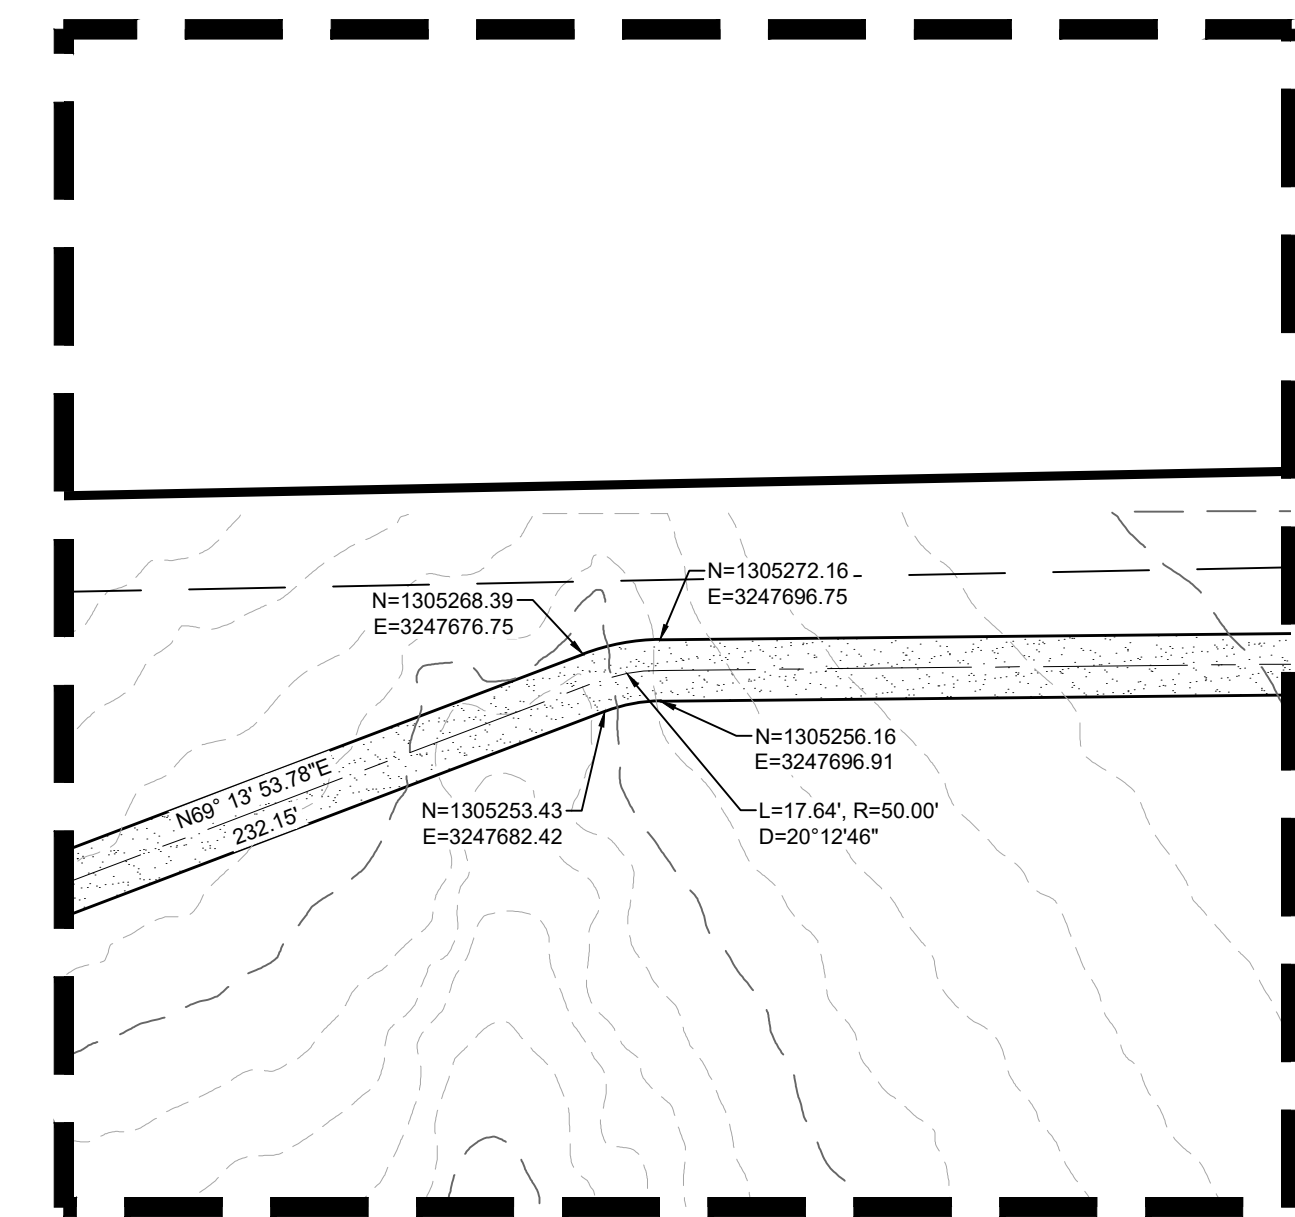 N=1305272.16
E=3247696.75
N=1305268.39
E=3247676.75
N=1305256.16
E=3247696.91
N69° 13' 53.78"E
232.15'
N=1305253.43
E=3247682.42
L=17.64', R=50.00'
D=20°12'46"